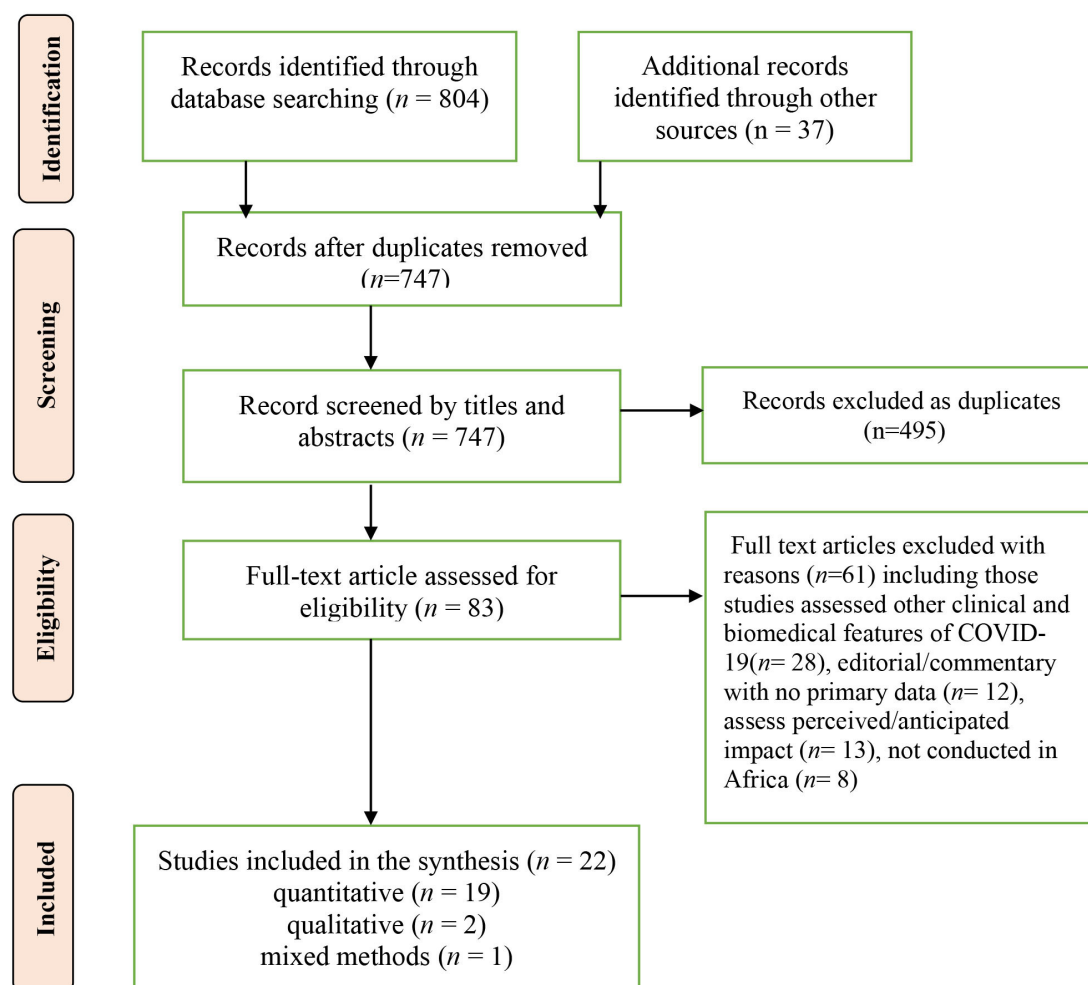 Identification
Records identified through
database searching (n = 804)
Additional records
identified through other
sources (n = 37)
Screening
Records after duplicates removed
(n=747)
Record screened by titles and
abstracts (n = 747)
Records excluded as duplicates
(n=495)
Eligibility
Full-text article assessed for
eligibility (n = 83)
Full text articles excluded with
reasons (n=61) including those
studies assessed other clinical and
biomedical features of COVID-
19(n= 28), editorial/commentary
with no primary data (n= 12),
assess perceived/anticipated
impact (n= 13), not conducted in
Africa (n= 8)
Included
Studies included in the synthesis (n = 22)
quantitative (n = 19)
qualitative (n = 2)
mixed methods (n = 1)